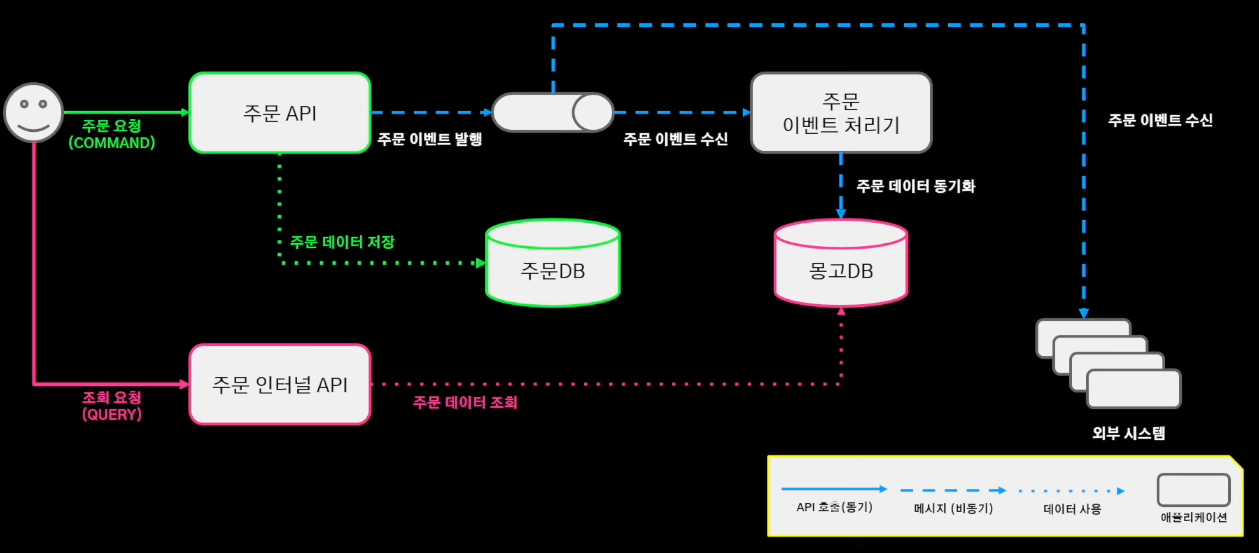 주문 API
주문 요청
(COMMAND)
주문 이벤트 발행
주문 이벤트 수신
주문
이벤트 처리기
주문 이벤트 수신
주문 데이터 동기화
주문 데이터 저장
주문DB
몽고DB
주문 인터널 API
조회 요청
(QUERY)
주문 데이터 조회
외부 시스템
API 호출(동기)
메시지 (비동기)
데이터 사용
애플리케이션